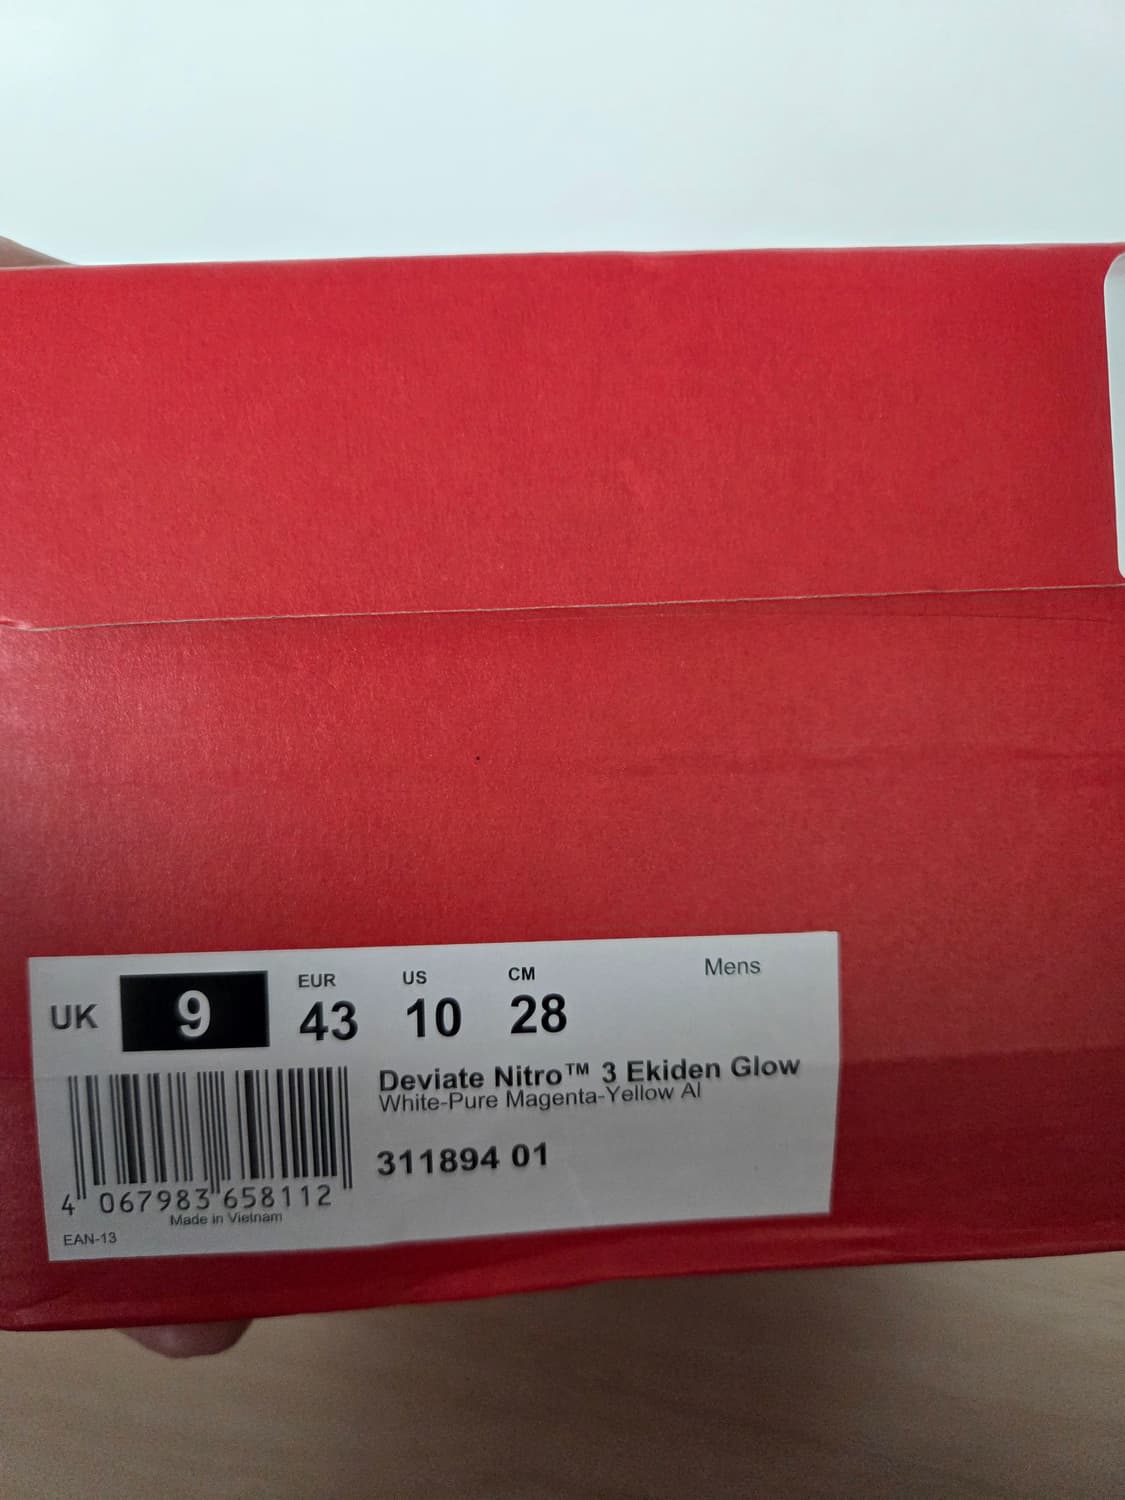 EUR US CM Mens
UK 9 43 10 28
Deviate Nitro™ 3 Ekiden Glow
White-Pure Magenta-Yellow Al
311894 01
4 067983 658112
Made in Vietnam
EAN-13